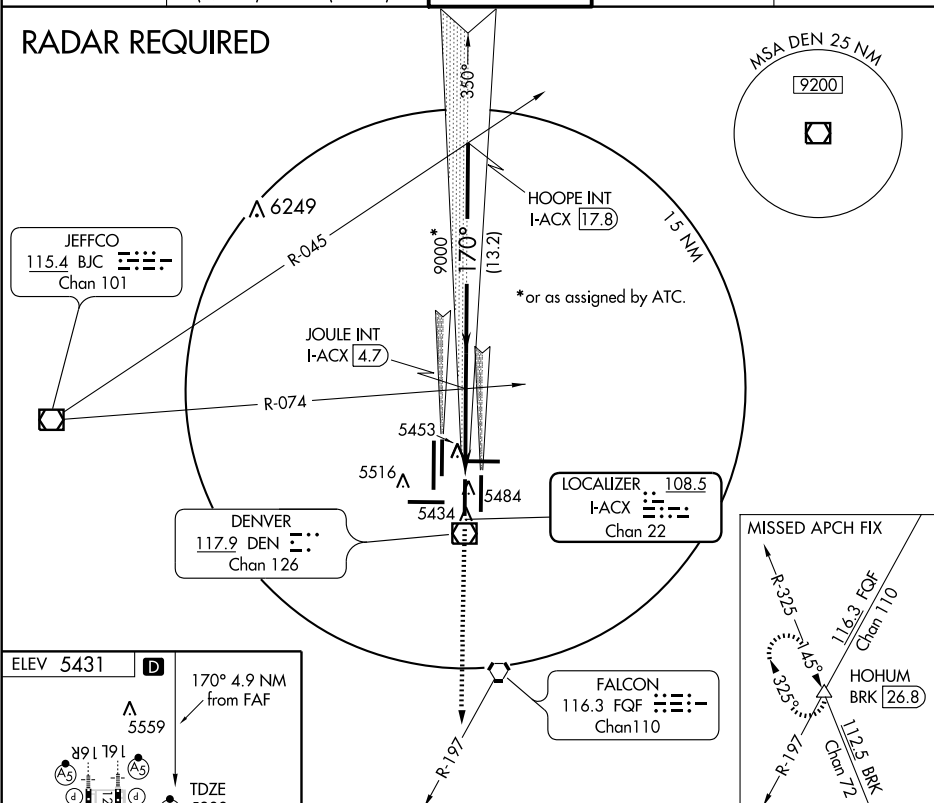 RADAR REQUIRED
MSA DEN 25 NM
9200
350°
HOOPE INT
I-ACX 17.8
6249
R-045
9000*
170°
(13.2)
15 NM
JEFFCO
115.4 BJC
Chan 101
*or as assigned by ATC.
JOULE INT
I-ACX 4.7
R-074
5453
5516
5484
5434
LOCALIZER 108.5
I-ACX
Chan 22
DENVER
117.9 DEN
Chan 126
MISSED APCH FIX
R-325
116.3 FQF
Chan 110
145°
325°
HOHUM
BRK 26.8
R-197
112.5 BRK
Chan 72
FALCON
116.3 FQF
Chan110
R-197
ELEV 5431
D
170° 4.9 NM
from FAF
5559
16R
16L
A5
A5
P
P
TDZE